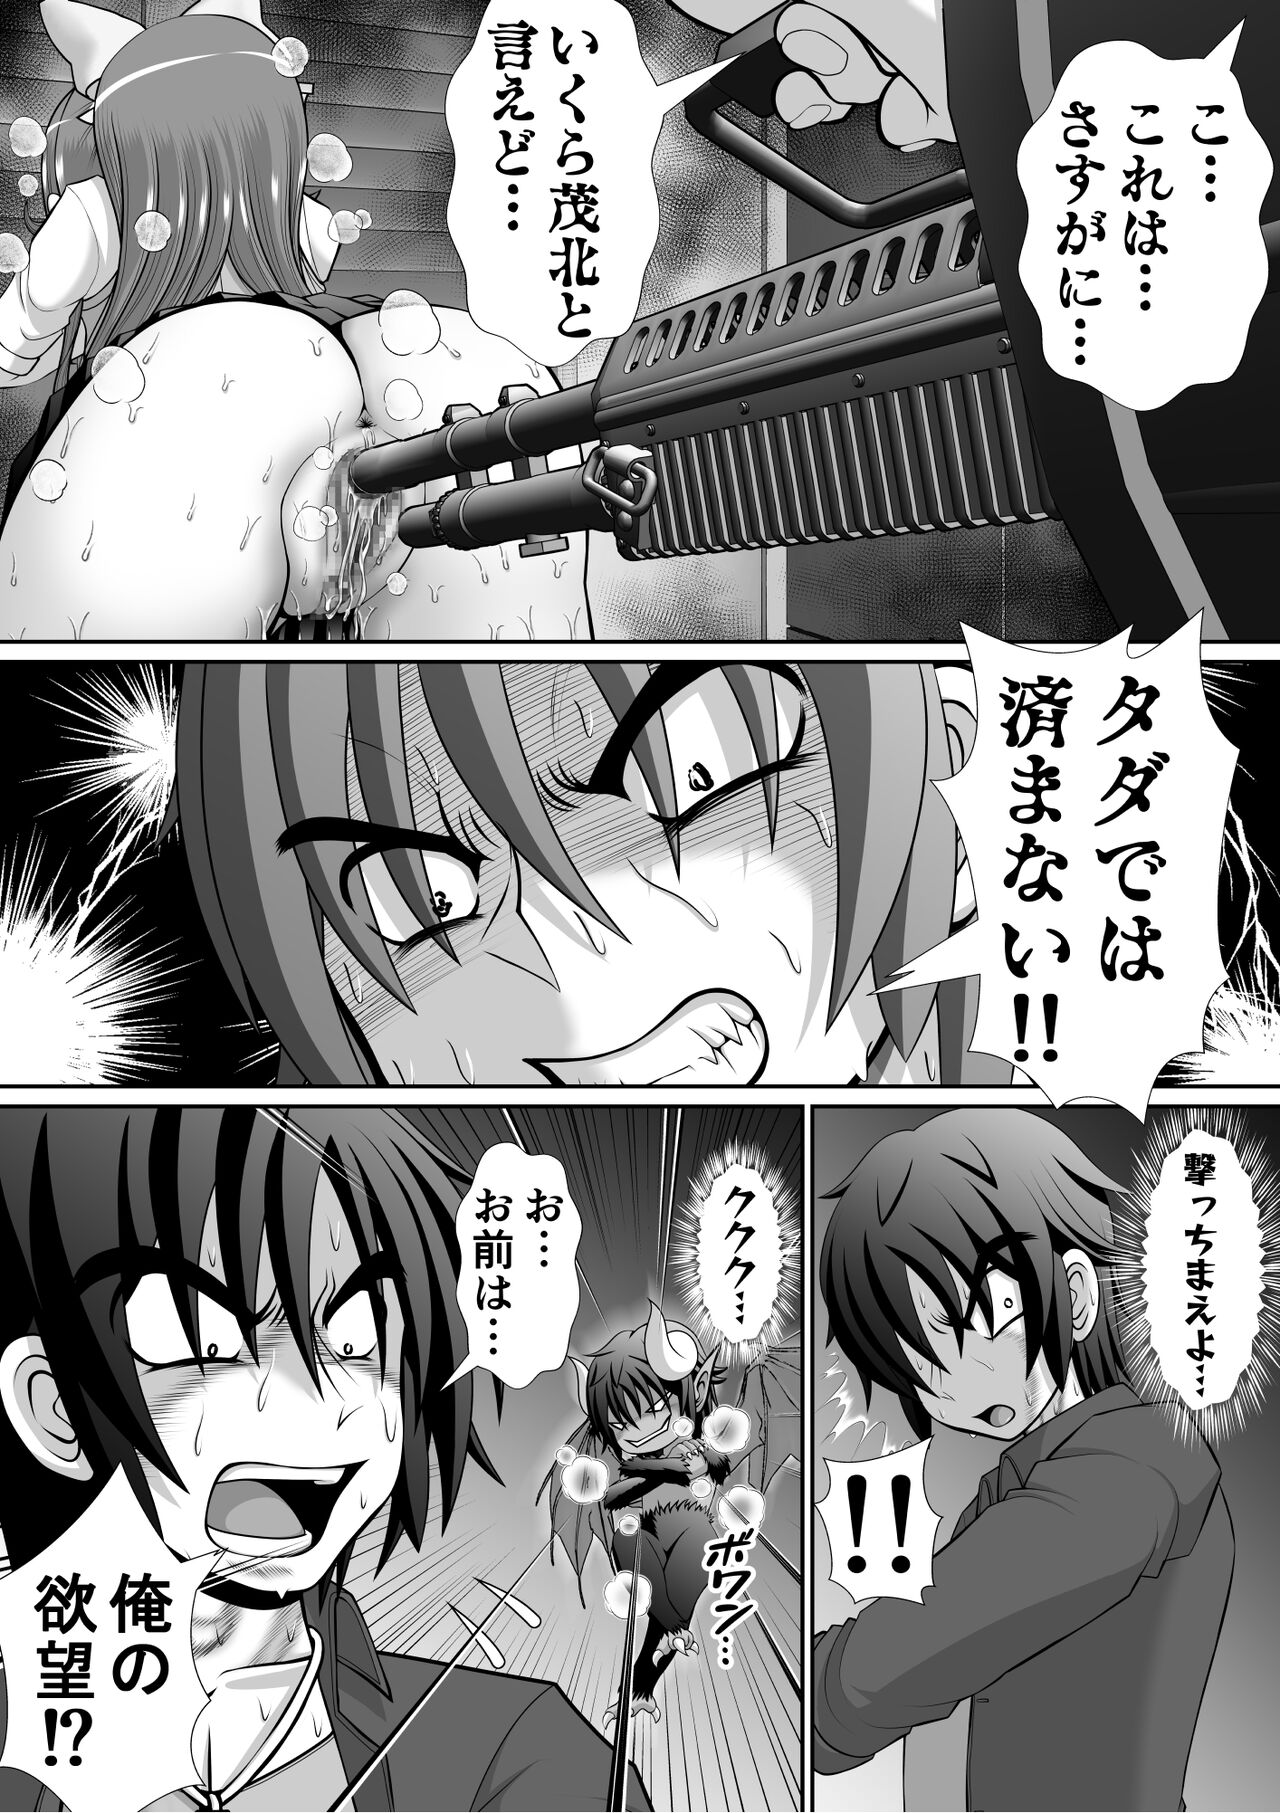 こ…
これは…
さすがに…
いくら茂北と
言えど…
タダでは
済まない!!
撃っちまえよ…
!!
ククク…
ボワン…
お…
お前は…
俺の
欲望!?